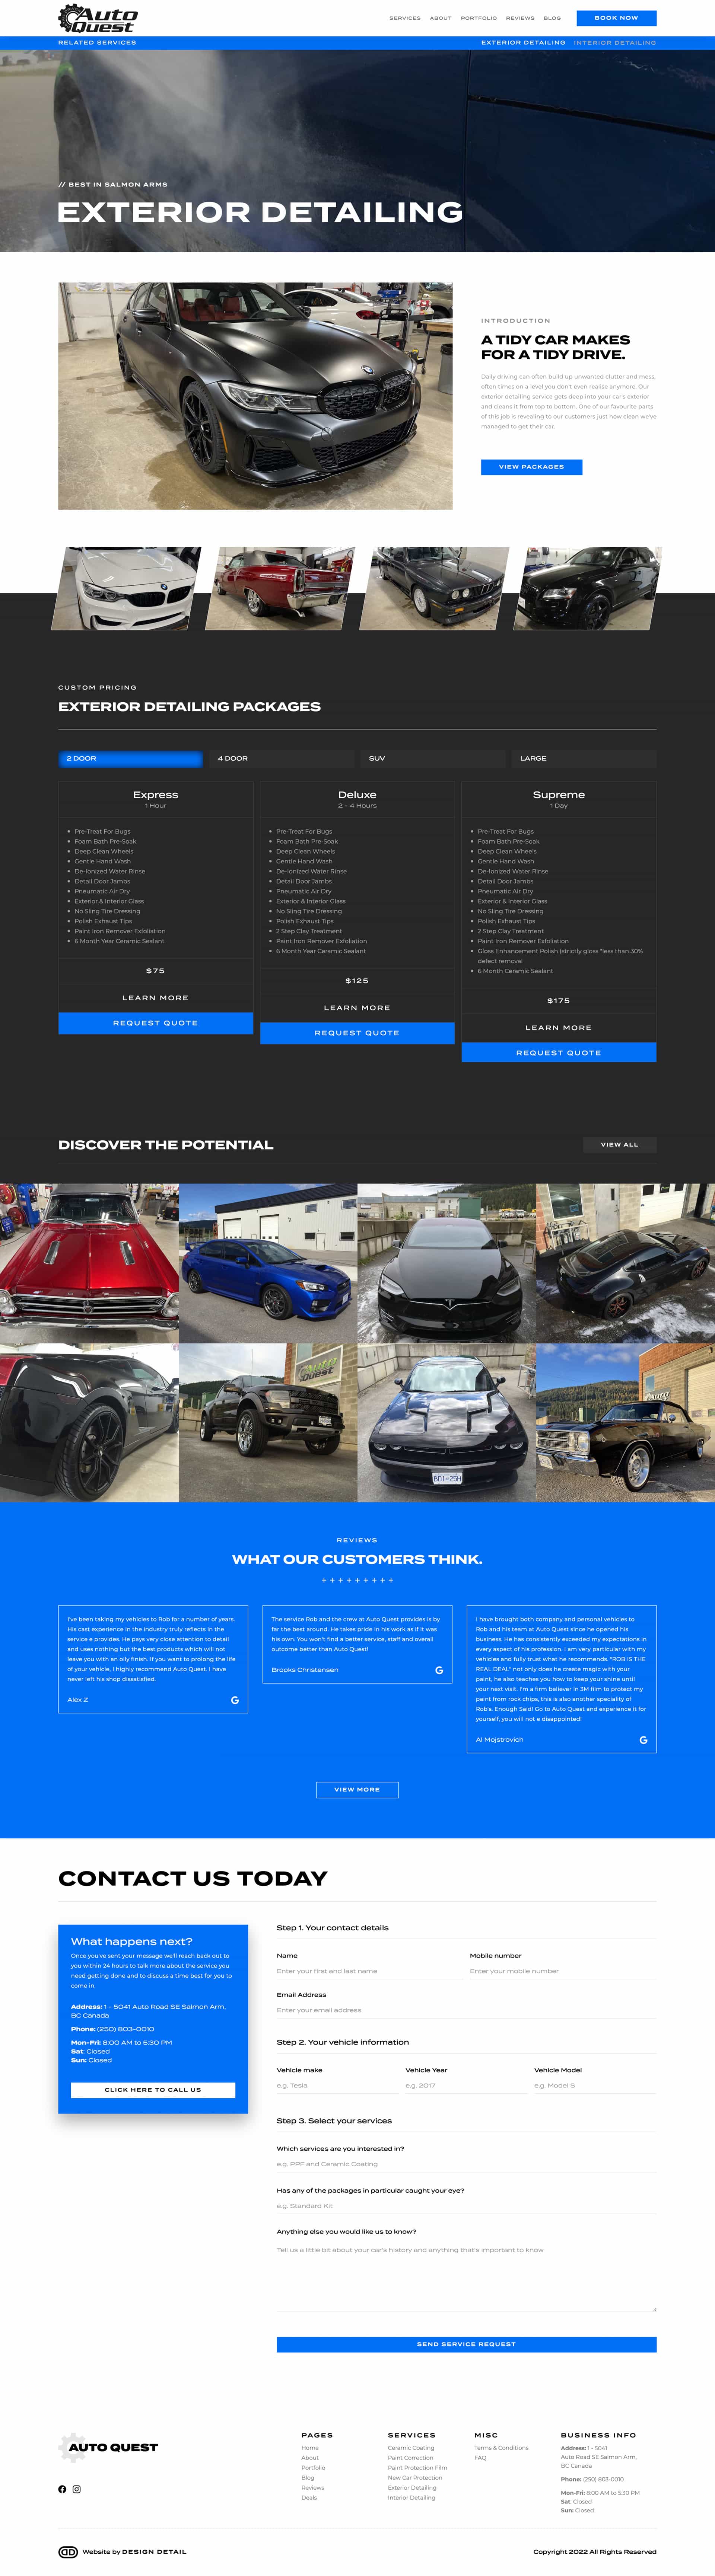 Auto
Quest
SERVICES ABOUT PORTFOLIO REVIEWS BLOG BOOK NOW
RELATED SERVICES EXTERIOR DETAILING INTERIOR DETAILING
// BEST IN SALMON ARMS
EXTERIOR DETAILING
INTRODUCTION
A TIDY CAR MAKES
FOR A TIDY DRIVE.
Daily driving can often build up unwanted clutter and mess,
often times on a level you don't even realise anymore. Our
exterior detailing service gets deep into your car's exterior
and cleans it from top to bottom. One of our favourite parts
of this job is revealing to our customers just how clean we've
managed to get their car.
VIEW PACKAGES
CUSTOM PRICING
EXTERIOR DETAILING PACKAGES
2 DOOR 4 DOOR SUV LARGE
Express
1 Hour
Pre-Treat For Bugs
Foam Bath Pre-Soak
Deep Clean Wheels
Gentle Hand Wash
De-Ionized Water Rinse
Detail Door Jambs
Pneumatic Air Dry
Exterior & Interior Glass
No Sling Tire Dressing
Polish Exhaust Tips
Paint Iron Remover Exfoliation
6 Month Year Ceramic Sealant
$75
LEARN MORE
REQUEST QUOTE
Deluxe
2 - 4 Hours
Pre-Treat For Bugs
Foam Bath Pre-Soak
Deep Clean Wheels
Gentle Hand Wash
De-Ionized Water Rinse
Detail Door Jambs
Pneumatic Air Dry
Exterior & Interior Glass
No Sling Tire Dressing
Polish Exhaust Tips
2 Step Clay Treatment
Paint Iron Remover Exfoliation
6 Month Year Ceramic Sealant
$125
LEARN MORE
REQUEST QUOTE
Supreme
1 Day
Pre-Treat For Bugs
Foam Bath Pre-Soak
Deep Clean Wheels
Gentle Hand Wash
De-Ionized Water Rinse
Detail Door Jambs
Pneumatic Air Dry
Exterior & Interior Glass
No Sling Tire Dressing
Polish Exhaust Tips
2 Step Clay Treatment
Paint Iron Remover Exfoliation
Gloss Enhancement Polish (strictly gloss *less than 30%
defect removal
6 Month Ceramic Sealant
$175
LEARN MORE
REQUEST QUOTE
DISCOVER THE POTENTIAL
VIEW ALL
Auto
Quest
Auto
REVIEWS
WHAT OUR CUSTOMERS THINK.
+ + + + + + + + +
I've been taking my vehicles to Rob for a number of years.
His cast experience in the industry truly reflects in the
service e provides. He pays very close attention to detail
and uses nothing but the best products which will not
leave you with an oily finish. If you want to prolong the life
of your vehicle, I highly recommend Auto Quest. I have
never left his shop dissatisfied.
Alex Z
The service Rob and the crew at Auto Quest provides is by
far the best around. He takes pride in his work as if it was
his own. You won't find a better service, staff and overall
outcome better than Auto Quest!
Brooks Christensen
I have brought both company and personal vehicles to
Rob and his team at Auto Quest since he opened his
business. He has consistently exceeded my expectations in
every aspect of his profession. I am very particular with my
vehicles and fully trust what he recommends. "ROB IS THE
REAL DEAL" not only does he create magic with your
paint, he also teaches you how to keep your shine until
your next visit. I'm a firm believer in 3M film to protect my
paint from rock chips, this is also another speciality of
Rob's. Enough Said! Go to Auto Quest and experience it for
yourself, you will not e disappointed!
Al Mojstrovich
VIEW MORE
CONTACT US TODAY
What happens next?
Once you've sent your message we'll reach back out to
you within 24 hours to talk more about the service you
need getting done and to discuss a time best for you to
come in.
Address: 1 - 5041 Auto Road SE Salmon Arm,
BC Canada
Phone: (250) 803-0010
Mon-Fri: 8:00 AM to 5:30 PM
Sat: Closed
Sun: Closed
CLICK HERE TO CALL US
Step 1. Your contact details
Name Mobile number
Enter your first and last name Enter your mobile number
Email Address
Enter your email address
Step 2. Your vehicle information
Vehicle make Vehicle Year Vehicle Model
e.g. Tesla e.g. 2017 e.g. Model S
Step 3. Select your services
Which services are you interested in?
e.g. PPF and Ceramic Coating
Has any of the packages in particular caught your eye?
e.g. Standard Kit
Anything else you would like us to know?
Tell us a little bit about your car's history and anything that's important to know
SEND SERVICE REQUEST
AUTO QUEST
PAGES
Home
About
Portfolio
Blog
Reviews
Deals
SERVICES
Ceramic Coating
Paint Correction
Paint Protection Film
New Car Protection
Exterior Detailing
Interior Detailing
MISC
Terms & Conditions
FAQ
BUSINESS INFO
Address: 1 - 5041
Auto Road SE Salmon Arm,
BC Canada
Phone: (250) 803-0010
Mon-Fri: 8:00 AM to 5:30 PM
Sat: Closed
Sun: Closed
Website by DESIGN DETAIL
Copyright 2022 All Rights Reserved